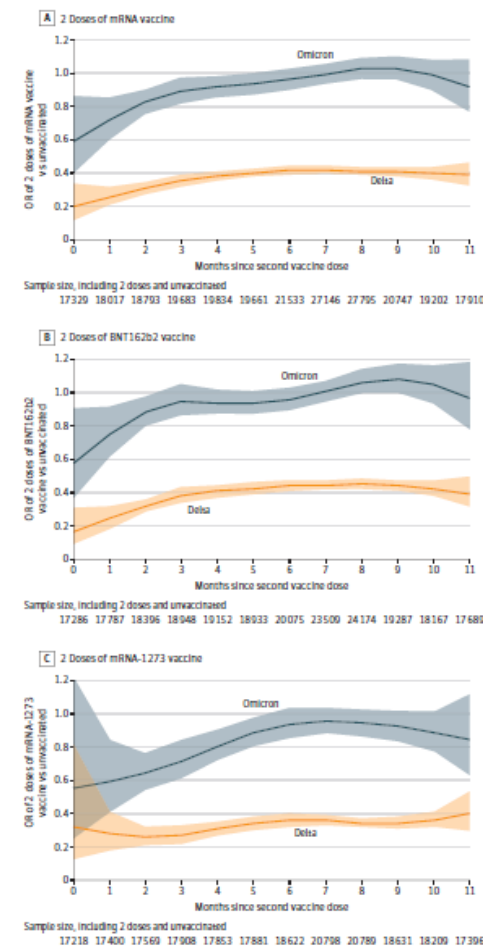 A 2 Doses of mRNA vaccine
OR of 2 doses of mRNA vaccine
vs unvaccinated
1.2
1.0
0.8
0.6
0.4
0.2
0
Omicron
Delta
0 1 2 3 4 5 6 7 8 9 10 11
Months since second vaccine dose
Sample size, including 2 doses and unvaccinated
17329 18017 18793 19683 19834 19661 21533 27146 27795 20747 19202 17910
B 2 Doses of BNT162b2 vaccine
OR of 2 doses of BNT162b2
vaccine vs unvaccinated
1.2
1.0
0.8
0.6
0.4
0.2
0
Omicron
Delta
0 1 2 3 4 5 6 7 8 9 10 11
Months since second vaccine dose
Sample size, including 2 doses and unvaccinated
17286 17787 18396 18948 19152 18933 20075 23509 24174 19287 18167 17689
C 2 Doses of mRNA-1273 vaccine
OR of 2 doses of mRNA-1273
vaccine vs unvaccinated
1.2
1.0
0.8
0.6
0.4
0.2
0
Omicron
Delta
0 1 2 3 4 5 6 7 8 9 10 11
Months since second vaccine dose
Sample size, including 2 doses and unvaccinated
17218 17400 17569 17908 17853 17881 18622 20798 20789 18631 18209 17396